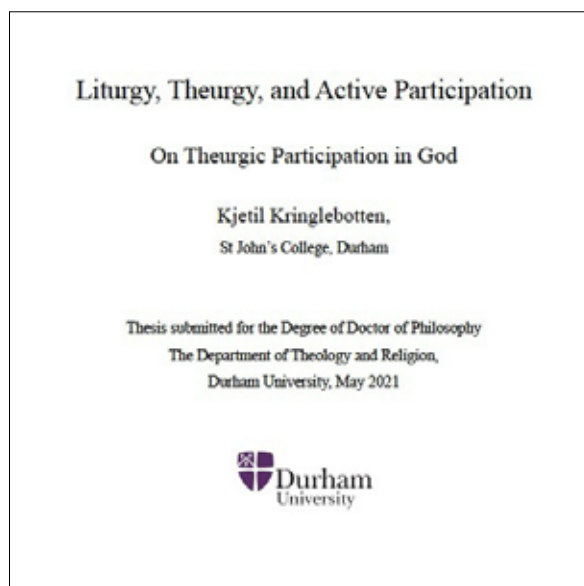 Liturgy, Theurgy, and Active Participation
On Theurgic Participation in God
Kjetil Kringlebotten,
St John's College, Durham
Thesis submitted for the Degree of Doctor of Philosophy
The Department of Theology and Religion,
Durham University, May 2021
Durham
University